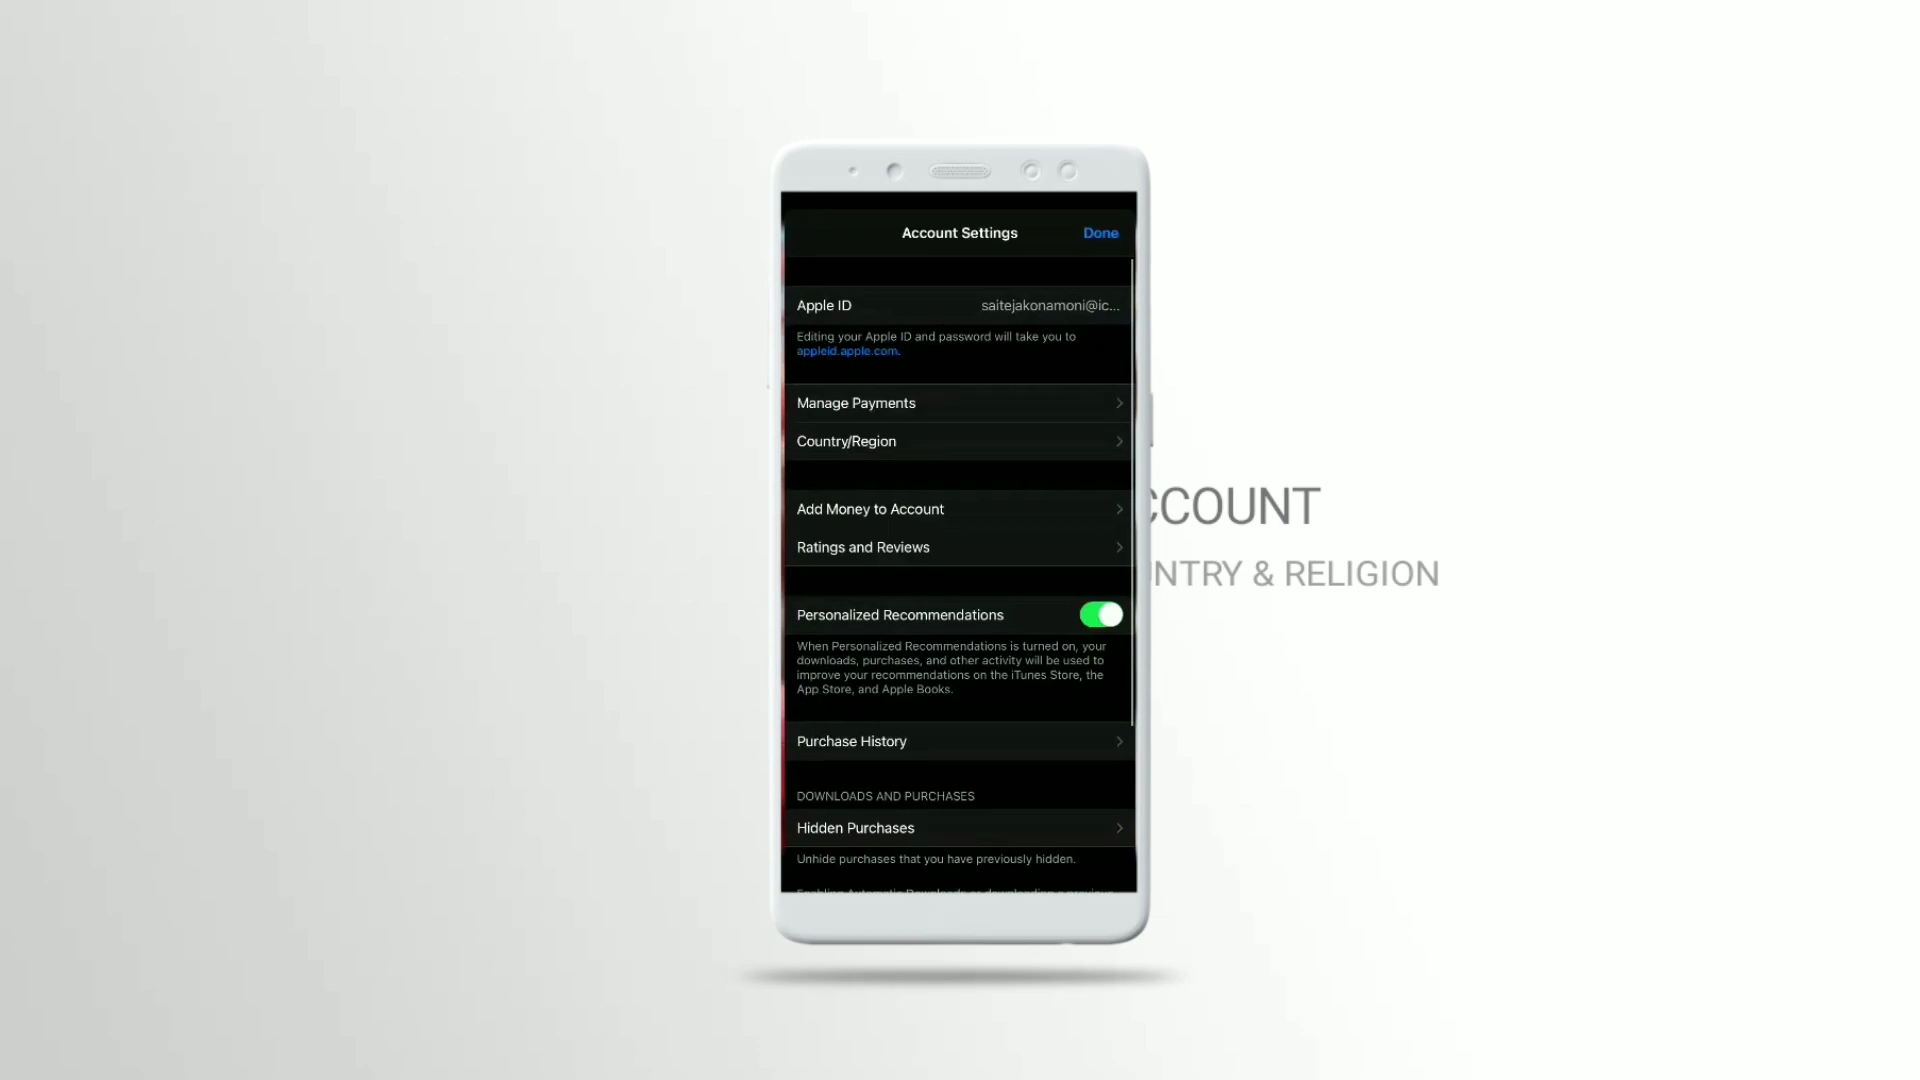 Account Settings
Done
Apple ID
saitejakonamoni@ic...
Editing your Apple ID and password will take you to
appleid.apple.com.
Manage Payments
Country/Region
Add Money to Account
Ratings and Reviews
Personalized Recommendations
When Personalized Recommendations is turned on, your
downloads, purchases, and other activity will be used to
improve your recommendations on the iTunes Store, the
App Store, and Apple Books.
Purchase History
DOWNLOADS AND PURCHASES
Hidden Purchases
Unhide purchases that you have previously hidden.
CCOUNT
NTRY & RELIGION